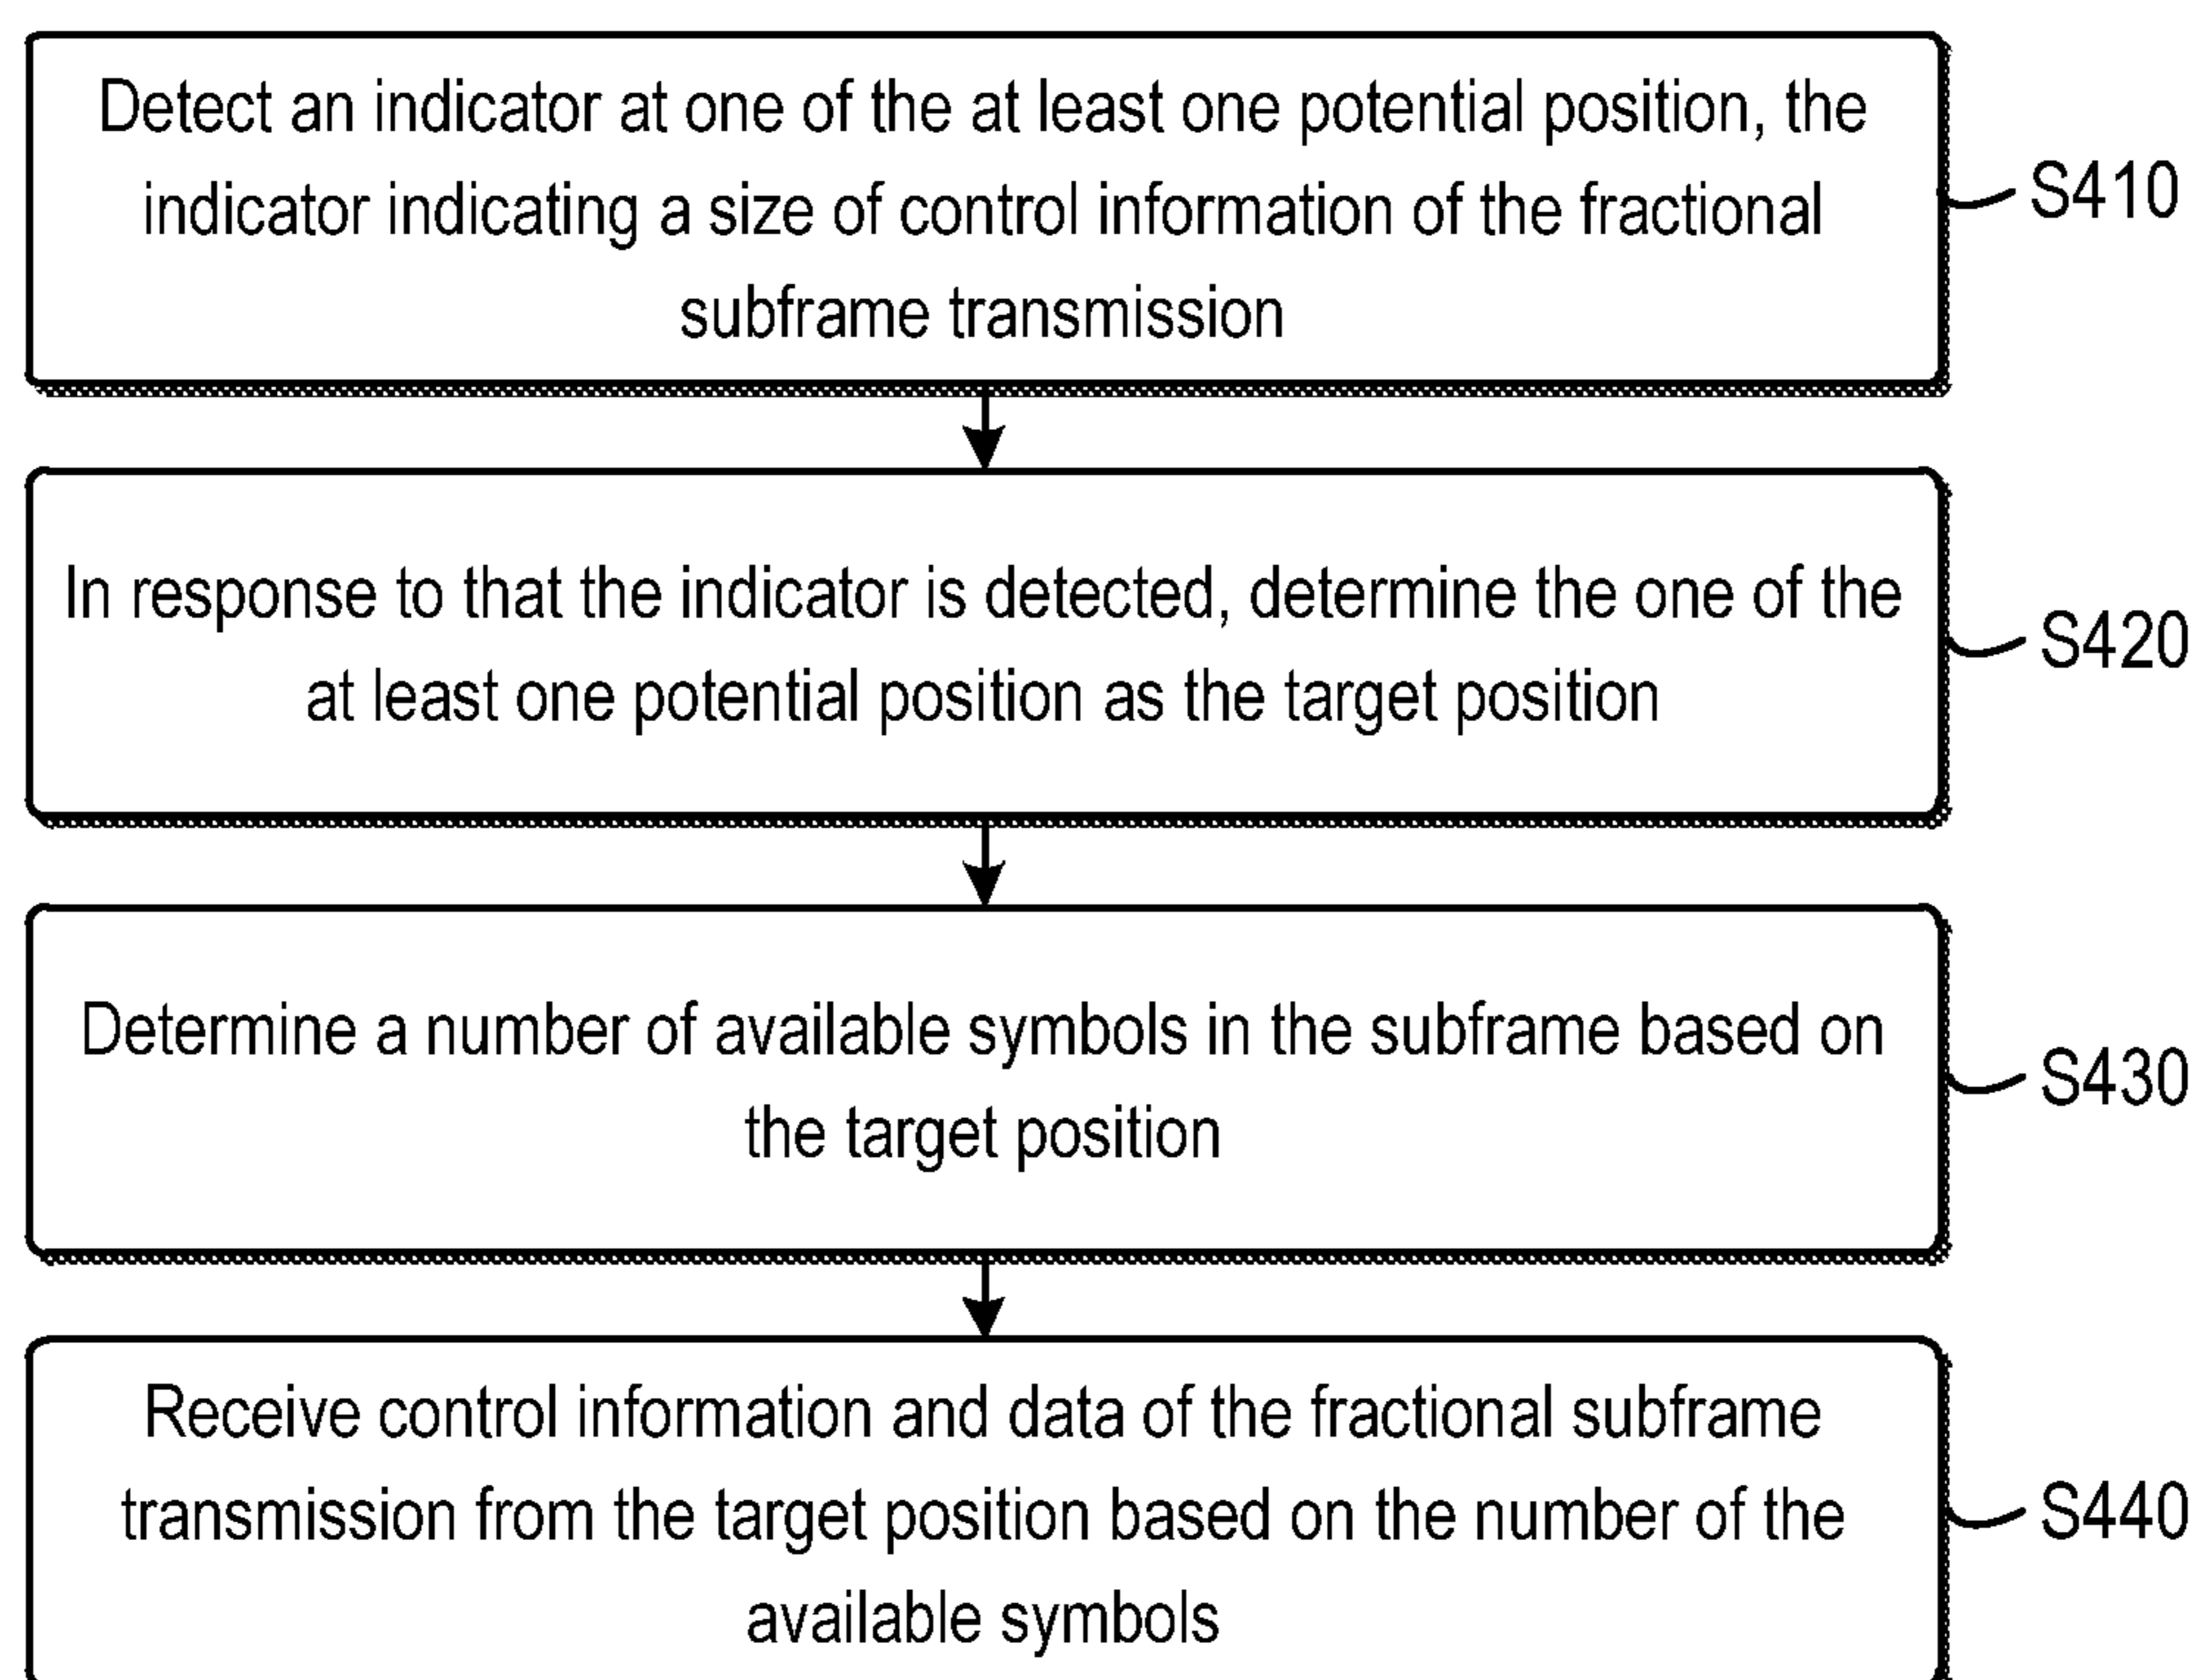 Detect an indicator at one of the at least one potential position, the
indicator indicating a size of control information of the fractional
subframe transmission
S410
In response to that the indicator is detected, determine the one of the
at least one potential position as the target position
S420
Determine a number of available symbols in the subframe based on
the target position
S430
Receive control information and data of the fractional subframe
transmission from the target position based on the number of the
available symbols
S440